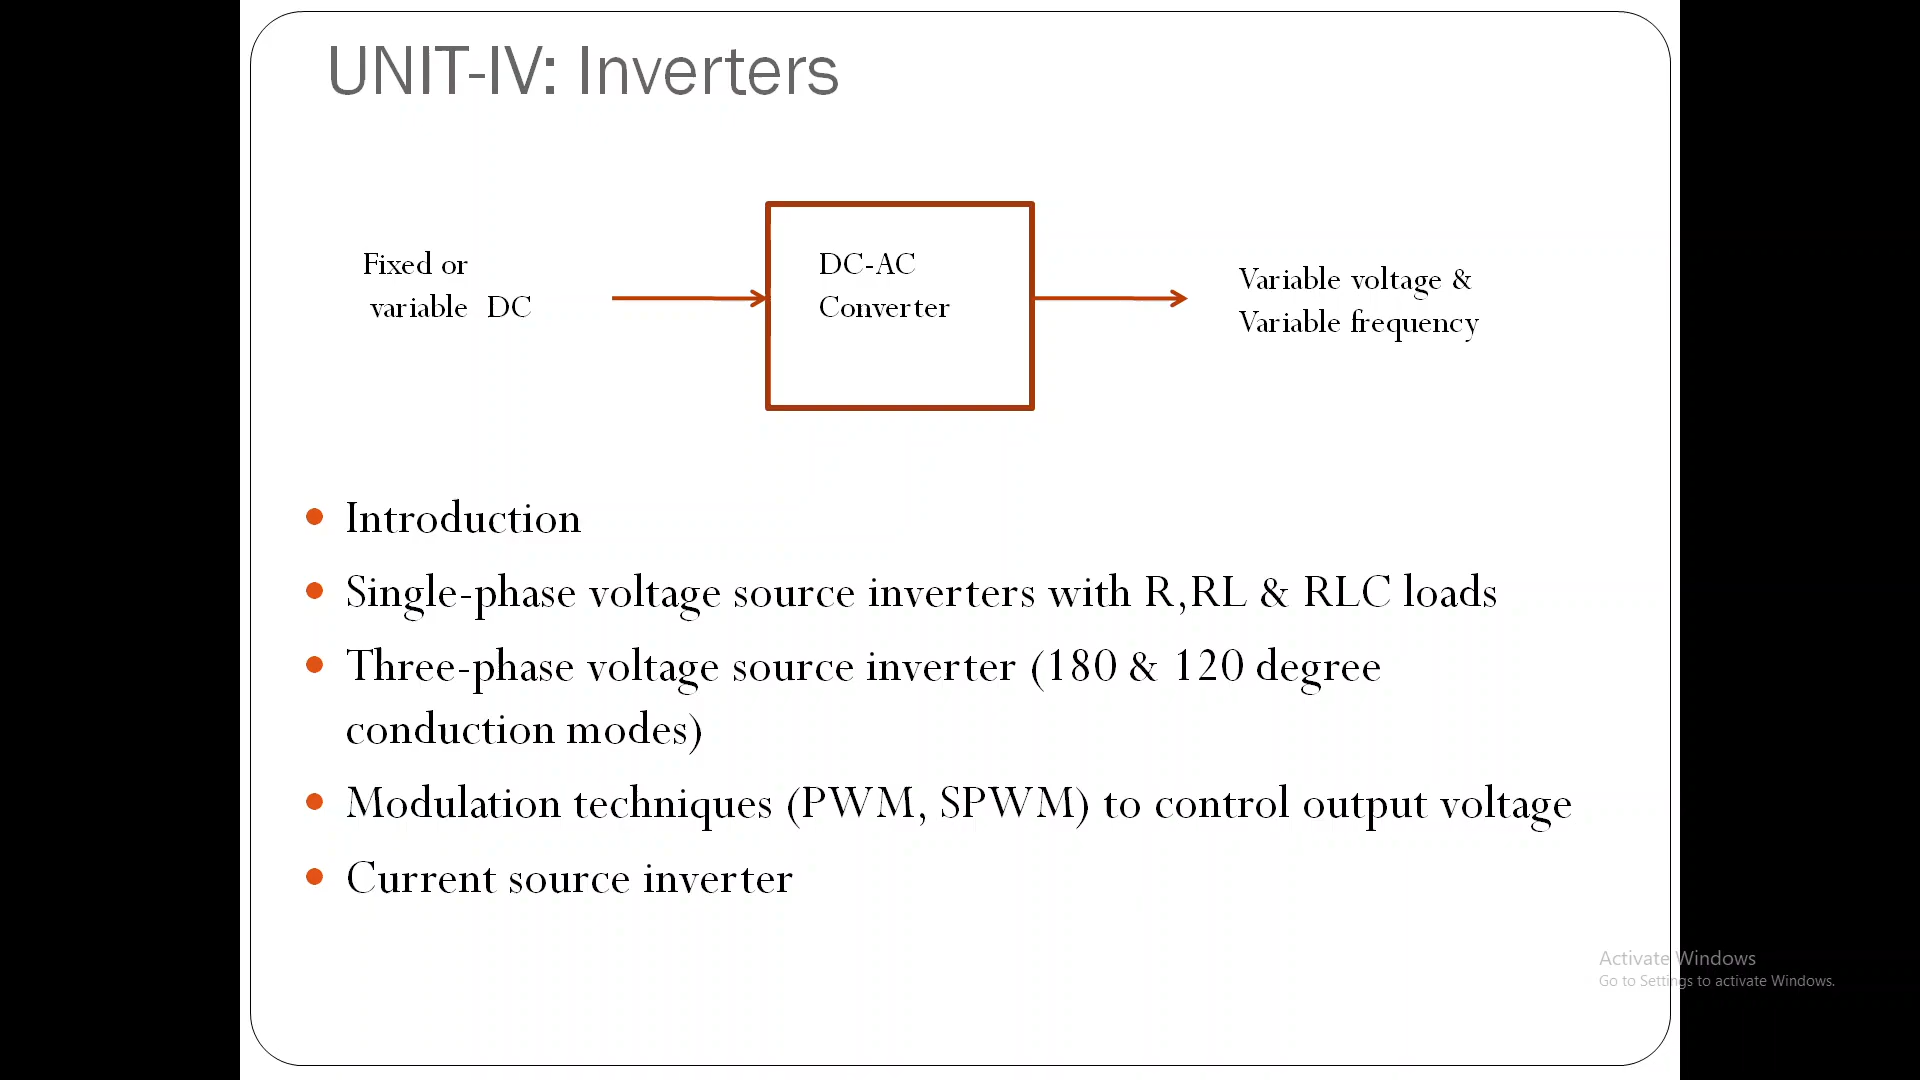 UNIT-IV: Inverters
Fixed or
variable DC
DC-AC
Converter
Variable voltage &
Variable frequency
• Introduction
• Single-phase voltage source inverters with R,RL & RLC loads
• Three-phase voltage source inverter (180 & 120 degree
conduction modes)
• Modulation techniques (PWM, SPWM) to control output voltage
• Current source inverter
Activate Windows
Go to Settings to activate Windows.